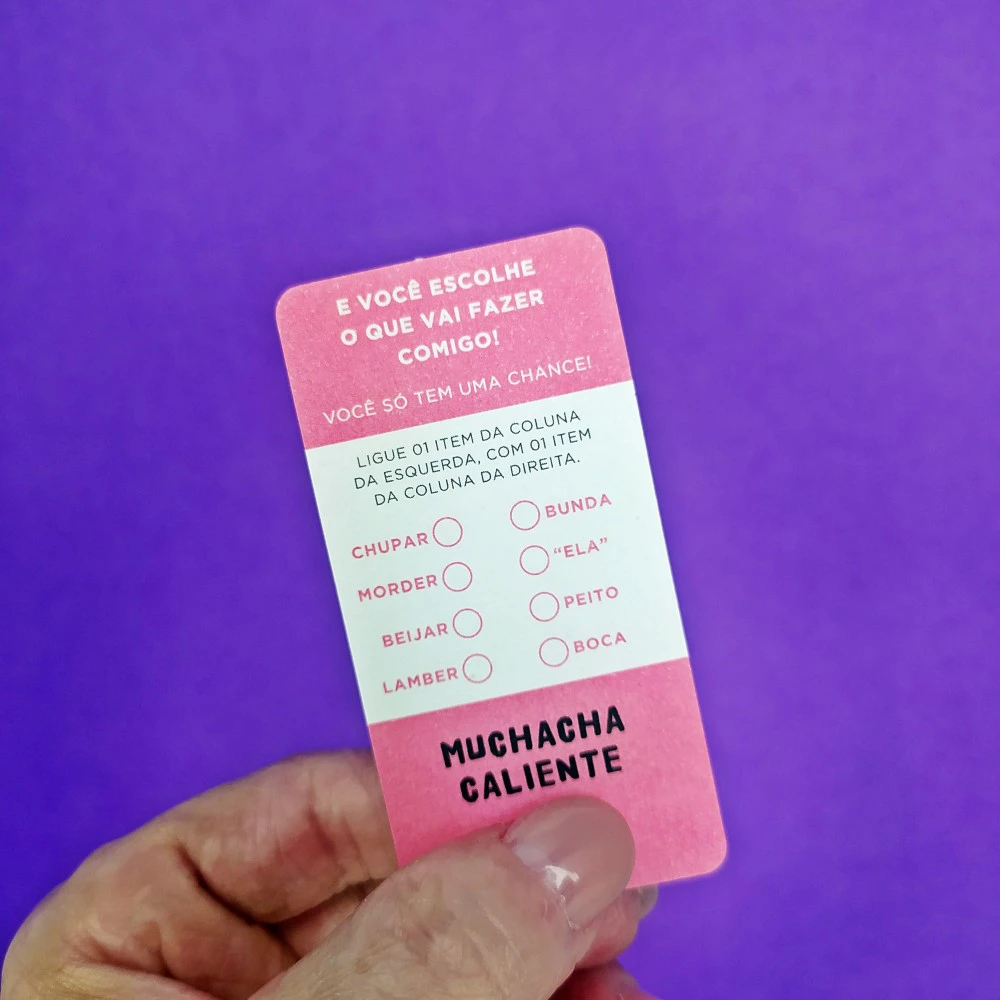 E VOCÊ ESCOLHE
O QUE VAI FAZER
COMIGO!
VOCÊ SÓ TEM UMA CHANCE!
LIGUE 01 ITEM DA COLUNA
DA ESQUERDA, COM 01 ITEM
DA COLUNA DA DIREITA.
CHUPAR BUNDA
MORDER "ELA"
BEIJAR PEITO
LAMBER BOCA
MUCHACHA
CALIENTE